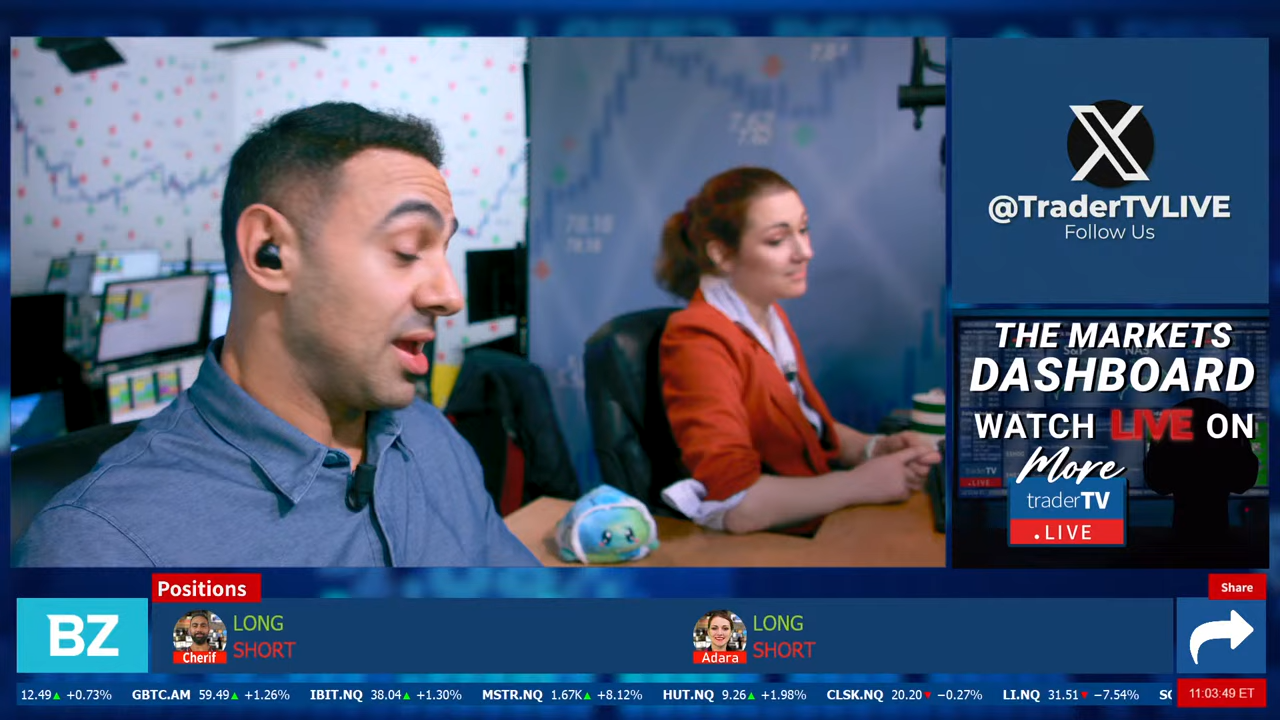 @TraderTVLIVE
Follow Us
THE MARKETS
DASHBOARD
WATCH LIVE ON
More
traderTV
.LIVE
Positions
Share
BZ
LONG
SHORT
Cherif
LONG
SHORT
Adara
12.49▲ +0.73% GBTC.AM 59.49▲ +1.26% IBIT.NQ 38.04▲ +1.30% MSTR.NQ 1.67K▲ +8.12% HUT.NQ 9.26▲ +1.98% CLSK.NQ 20.20▼ −0.27% LI.NQ 31.51▼ −7.54%
11:03:49 ET